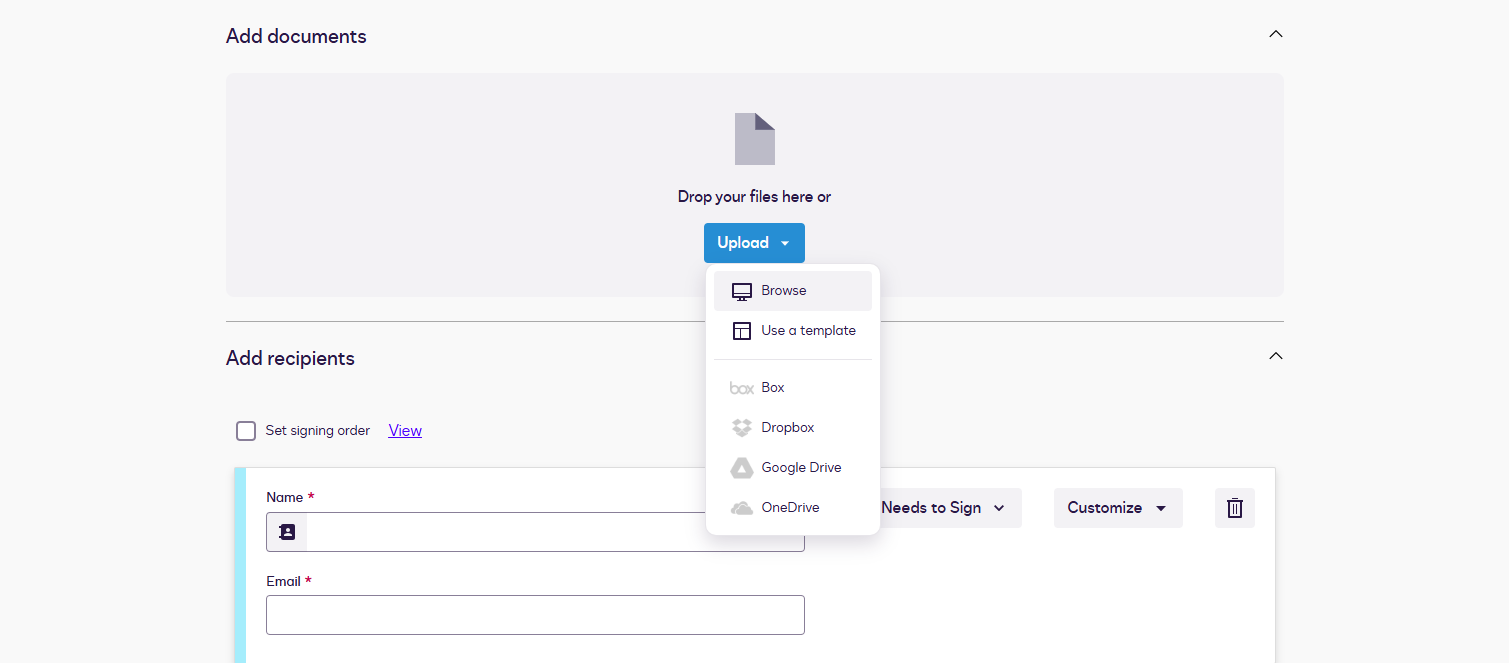 Add documents
Drop your files here or
Upload
Browse
Use a template
box Box
Dropbox
Google Drive
OneDrive
Add recipients
Set signing order View
Name *
Needs to Sign
Customize
Email *